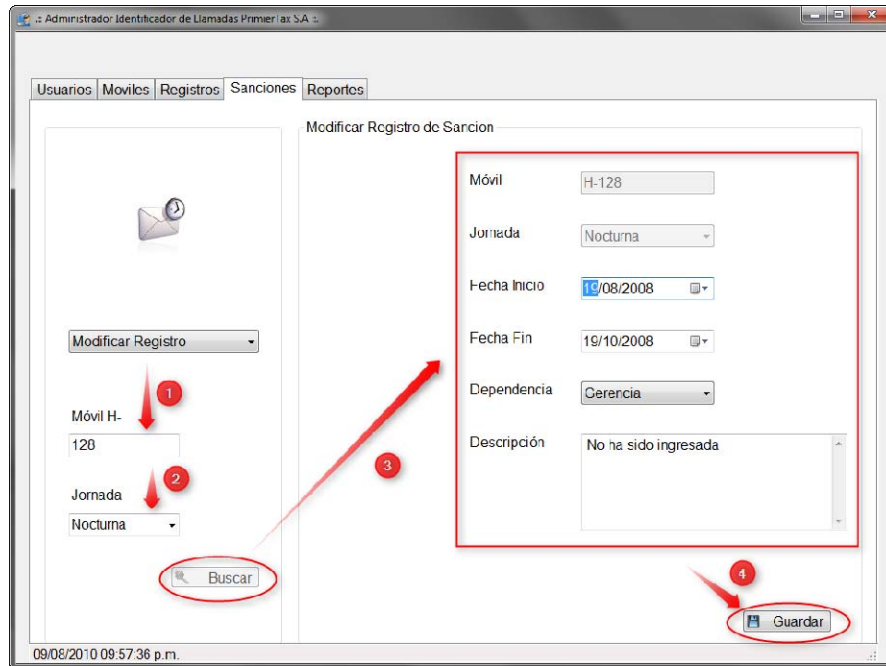 .: Administrador Identificador de Llamadas PrimierTax S.A :.
Usuarios Moviles Registros Sanciones Reportes
Modificar Registro de Sancion
Modificar Registro
1
Móvil H-
128
2
Jornada
Nocturna
Buscar
3
Móvil H-128
Jornada Nocturna
Fecha Inicio 19/08/2008
Fecha Fin 19/10/2008
Dependencia Gerencia
Descripción No ha sido ingresada
4
Guardar
09/08/2010 09:57:36 p.m.